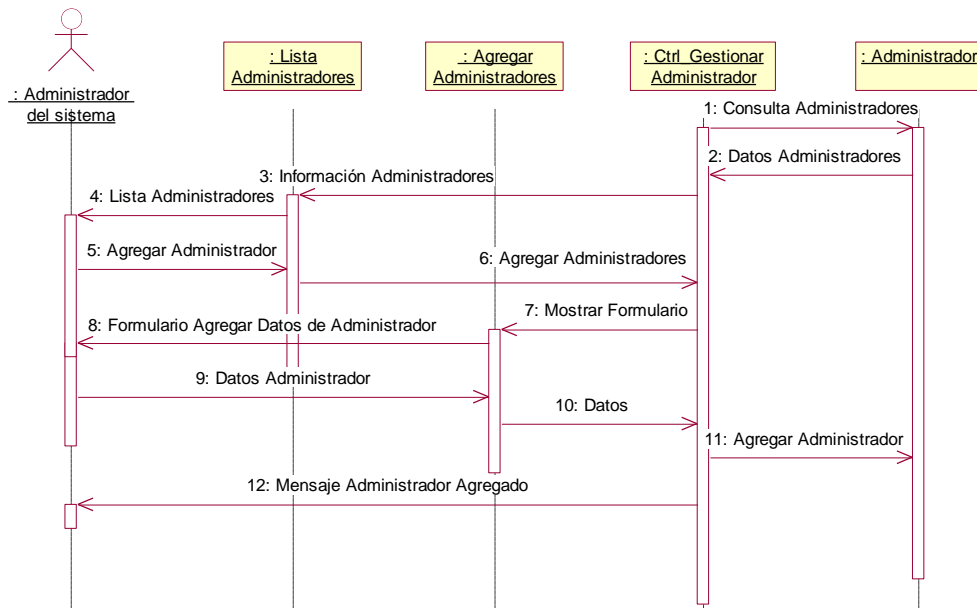 : Lista
Administradores
: Agregar
Administradores
: Ctrl_Gestionar
Administrador
: Administrador
: Administrador
del sistema
1: Consulta Administradores
2: Datos Administradores
3: Información Administradores
4: Lista Administradores
5: Agregar Administrador
6: Agregar Administradores
7: Mostrar Formulario
8: Formulario Agregar Datos de Administrador
9: Datos Administrador
10: Datos
11: Agregar Administrador
12: Mensaje Administrador Agregado